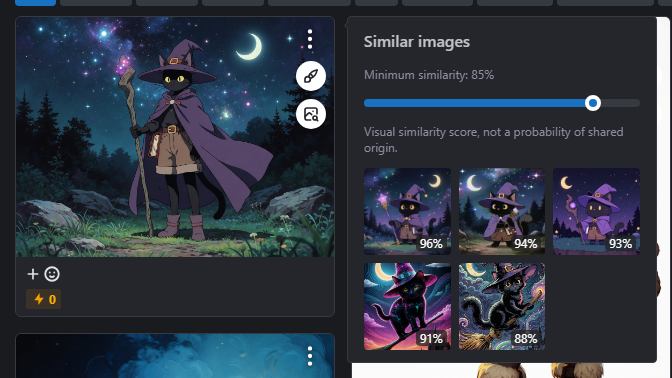 Similar images
Minimum similarity: 85%
Visual similarity score, not a probability of shared
origin.
96%
94%
93%
91%
88%
0